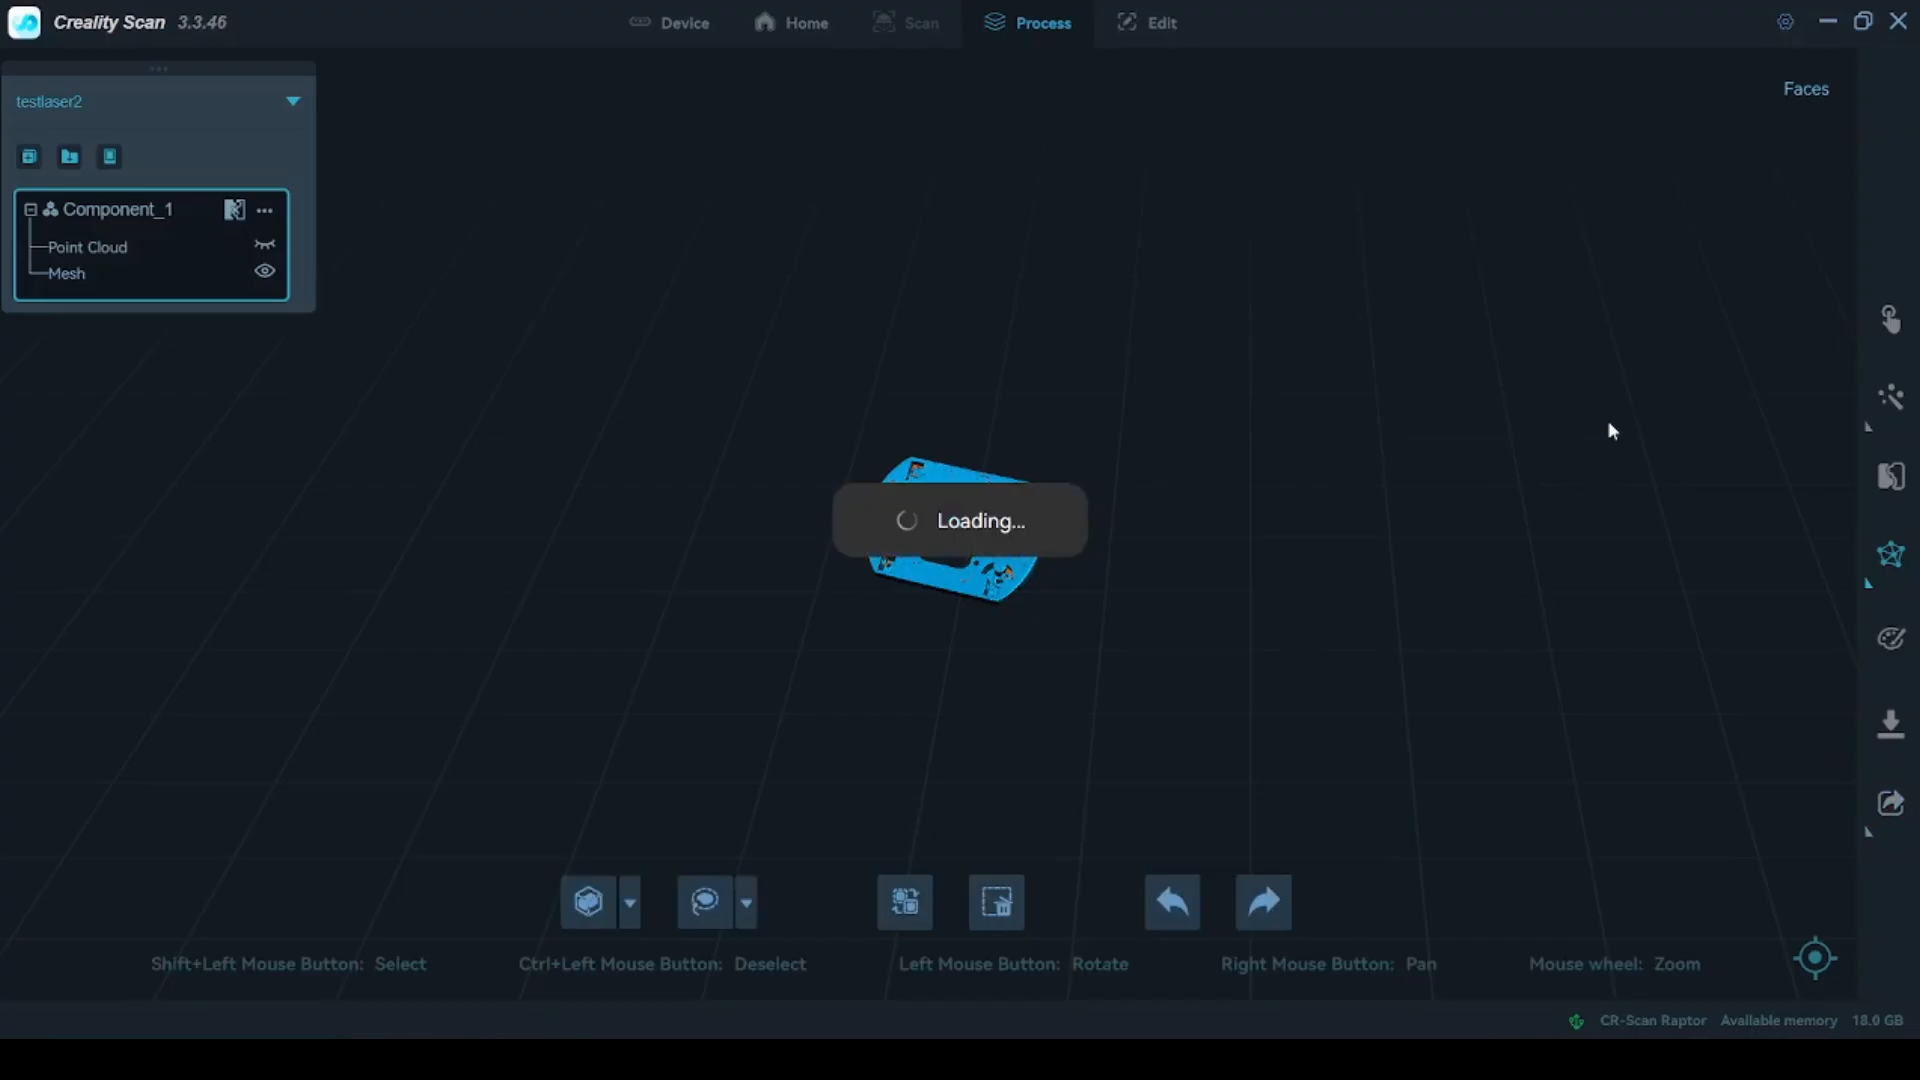 Creality Scan 3.3.46
Device
Home
Scan
Process
Edit
testlaser2
Faces
Component_1
Point Cloud
Mesh
Loading...
Shift+Left Mouse Button: Select
Ctrl+Left Mouse Button: Deselect
Left Mouse Button: Rotate
Right Mouse Button: Pan
Mouse wheel: Zoom
CR-Scan Raptor Available memory 18.0 GB